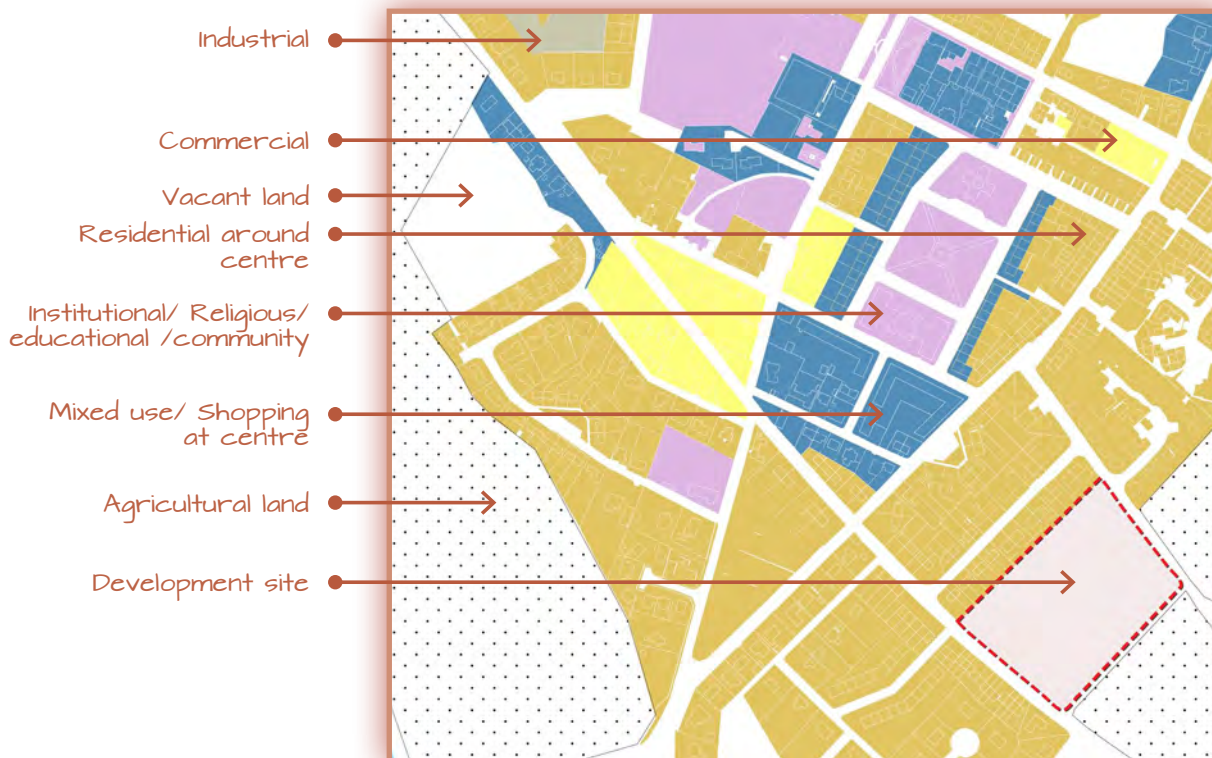 Industrial
Commercial
Vacant land
Residential around
centre
Institutional/ Religious/
educational /community
Mixed use/ Shopping
at centre
Agricultural land
Development site